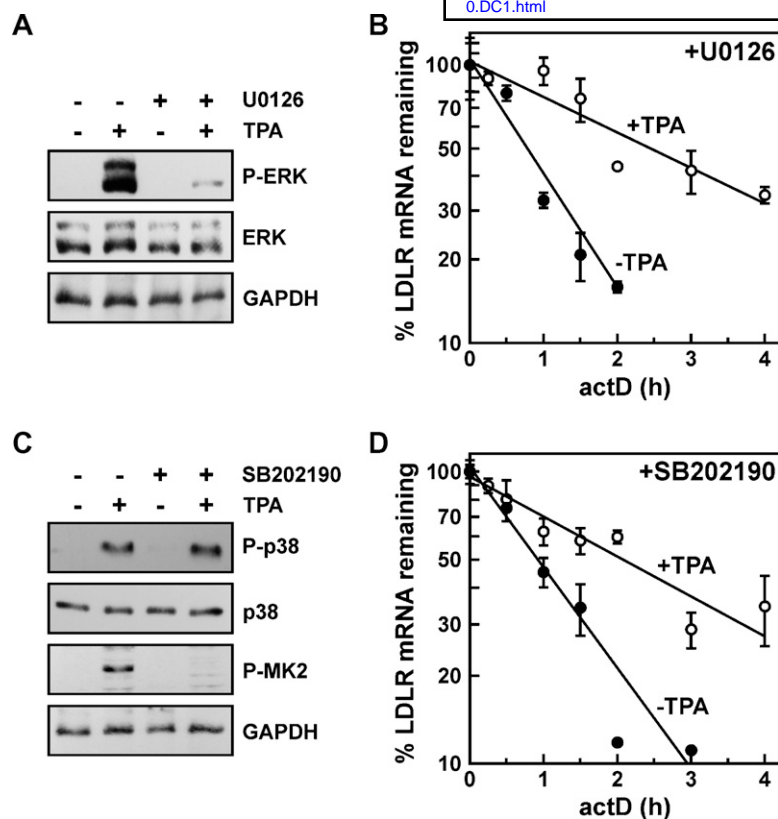 0.DC1.html
A
- - + + U0126
- + - + TPA
P-ERK
ERK
GAPDH
B
+U0126
% LDLR mRNA remaining
100
70
50
30
20
10
+TPA
-TPA
0 1 2 3 4
actD (h)
C
- - + + SB202190
- + - + TPA
P-p38
p38
P-MK2
GAPDH
D
+SB202190
% LDLR mRNA remaining
100
70
50
30
20
10
+TPA
-TPA
0 1 2 3 4
actD (h)